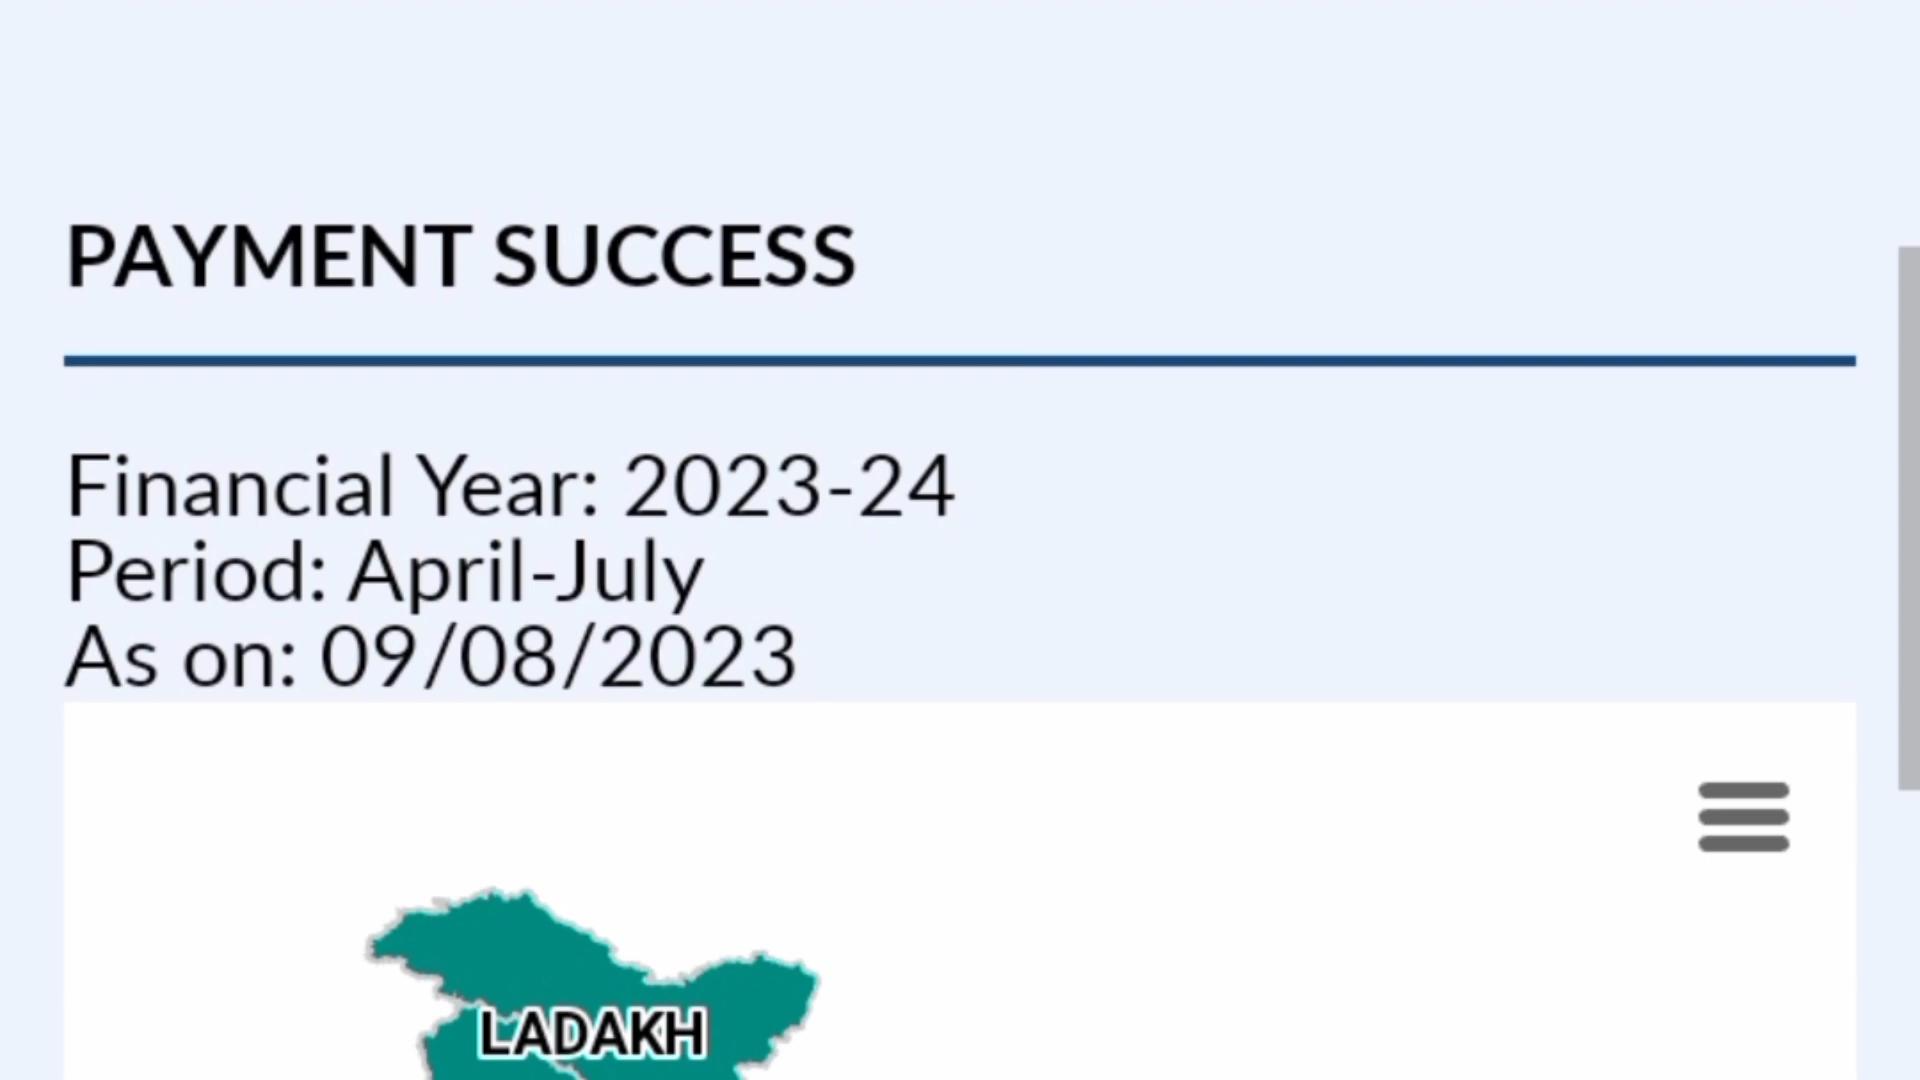 PAYMENT SUCCESS
Financial Year: 2023-24
Period: April-July
As on: 09/08/2023
LADAKH